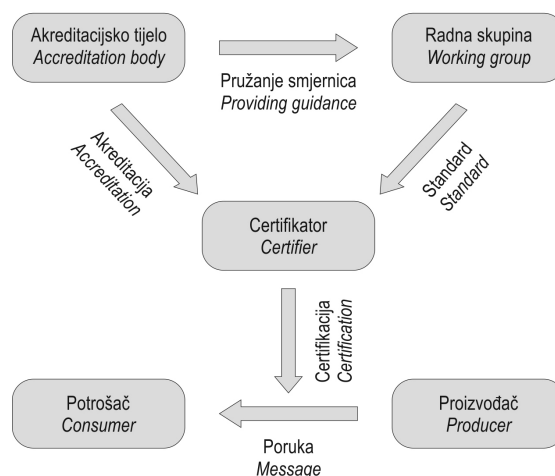 Akreditacijsko tijelo
Accreditation body
Radna skupina
Working group
Pružanje smjernica
Providing guidance
Akreditacija
Accreditation
Standard
Standard
Certifikator
Certifier
Certifikacija
Certification
Potrošač
Consumer
Proizvođač
Producer
Poruka
Message